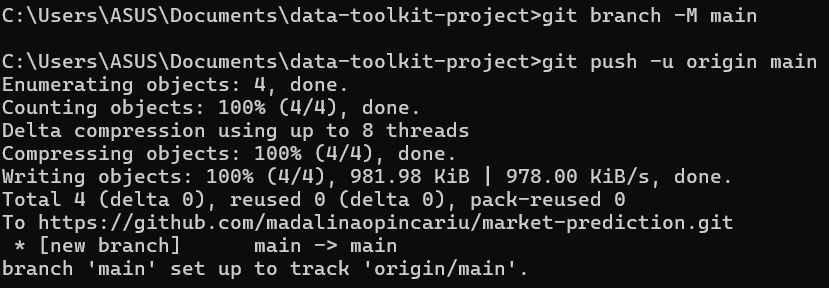 C:\Users\ASUS\Documents\data-toolkit-project>git branch -M main
C:\Users\ASUS\Documents\data-toolkit-project>git push -u origin main
Enumerating objects: 4, done.
Counting objects: 100% (4/4), done.
Delta compression using up to 8 threads
Compressing objects: 100% (4/4), done.
Writing objects: 100% (4/4), 981.98 KiB | 978.00 KiB/s, done.
Total 4 (delta 0), reused 0 (delta 0), pack-reused 0
To https://github.com/madalinaopincariu/market-prediction.git
 * [new branch]      main -> main
branch 'main' set up to track 'origin/main'.